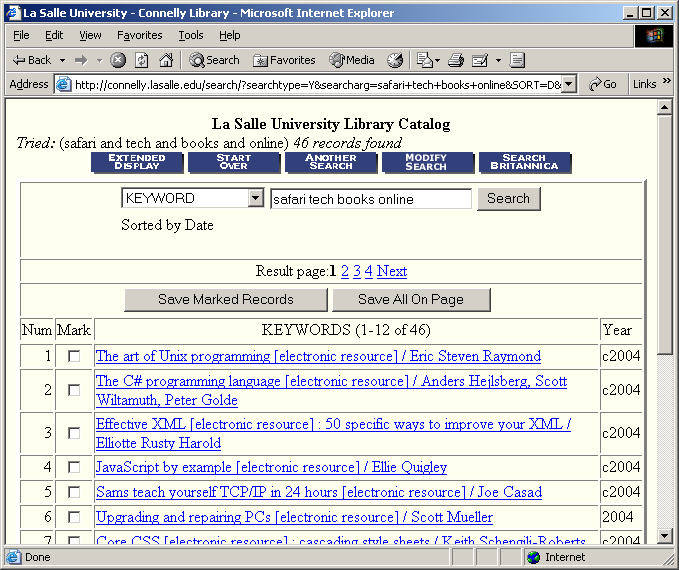 La Salle University - Connelly Library - Microsoft Internet Explorer
File Edit View Favorites Tools Help
Back Search Favorites Media
Address http://connelly.lasalle.edu/search/?searchtype=Y&searcharg=safari+tech+books+online&SORT=D& Go Links »
La Salle University Library Catalog
Tried: (safari and tech and books and online) 46 records found
EXTENDED DISPLAY START OVER ANOTHER SEARCH MODIFY SEARCH SEARCH BRITANNICA
KEYWORD safari tech books online Search
Sorted by Date
Result page:1 2 3 4 Next
Save Marked Records Save All On Page
Num Mark KEYWORDS (1-12 of 46) Year
1 The art of Unix programming [electronic resource] / Eric Steven Raymond c2004
2 The C# programming language [electronic resource] / Anders Hejlsberg, Scott
Wiltamuth, Peter Golde c2004
3 Effective XML [electronic resource] : 50 specific ways to improve your XML /
Elliotte Rusty Harold c2004
4 JavaScript by example [electronic resource] / Ellie Quigley c2004
5 Sams teach yourself TCP/IP in 24 hours [electronic resource] / Joe Casad c2004
6 Upgrading and repairing PCs [electronic resource] / Scott Mueller 2004
7 Core CSS [electronic resource] : cascading style sheets / Keith Schengili-Roberts c2004
Done Internet